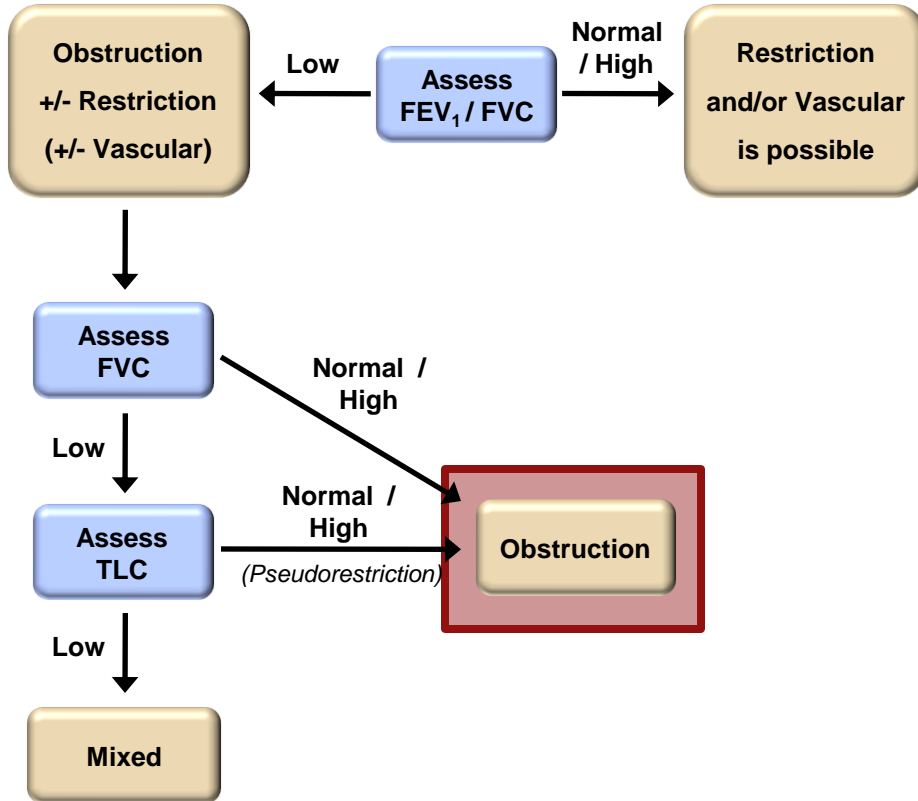 Obstruction
+/- Restriction
(+/- Vascular)
Low
Assess
FEV₁ / FVC
Normal
/ High
Restriction
and/or Vascular
is possible
Assess
FVC
Normal /
High
Low
Assess
TLC
Normal /
High
(Pseudorestriction)
Obstruction
Low
Mixed